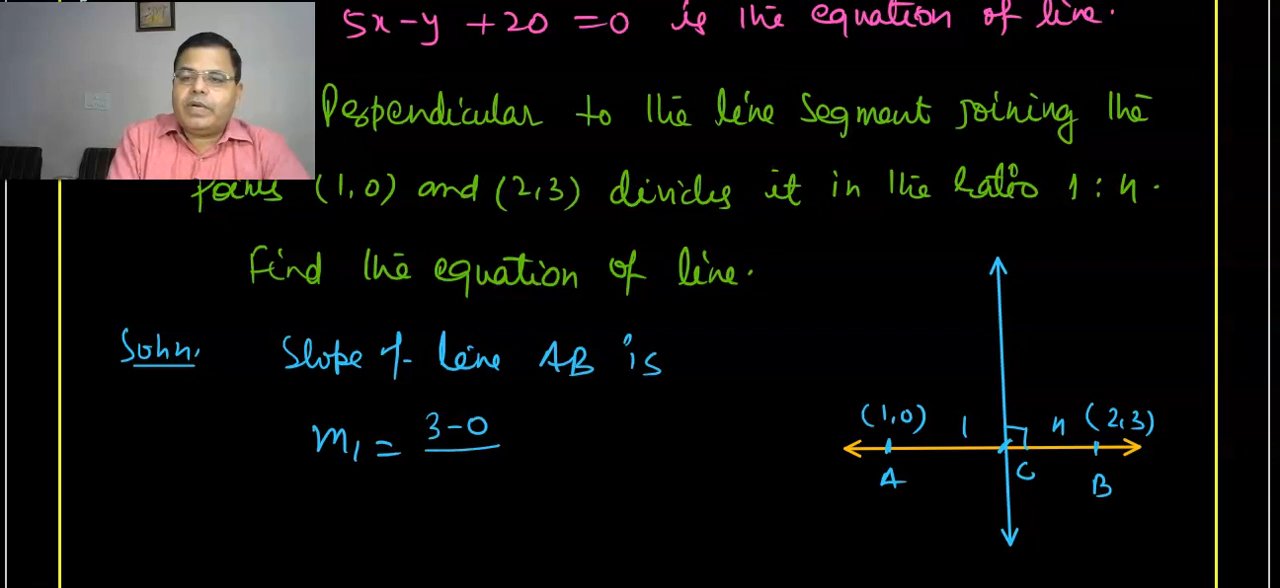 5x-y +20 =0 is the equation of line.
Perpendicular to the line segment joining the
points (1,0) and (2,3) divides it in the ratio 1 : n.
Find the equation of line.
Soln. Slope of line AB is
m1 = 3-0
(1,0) 1 n (2,3)
A C B